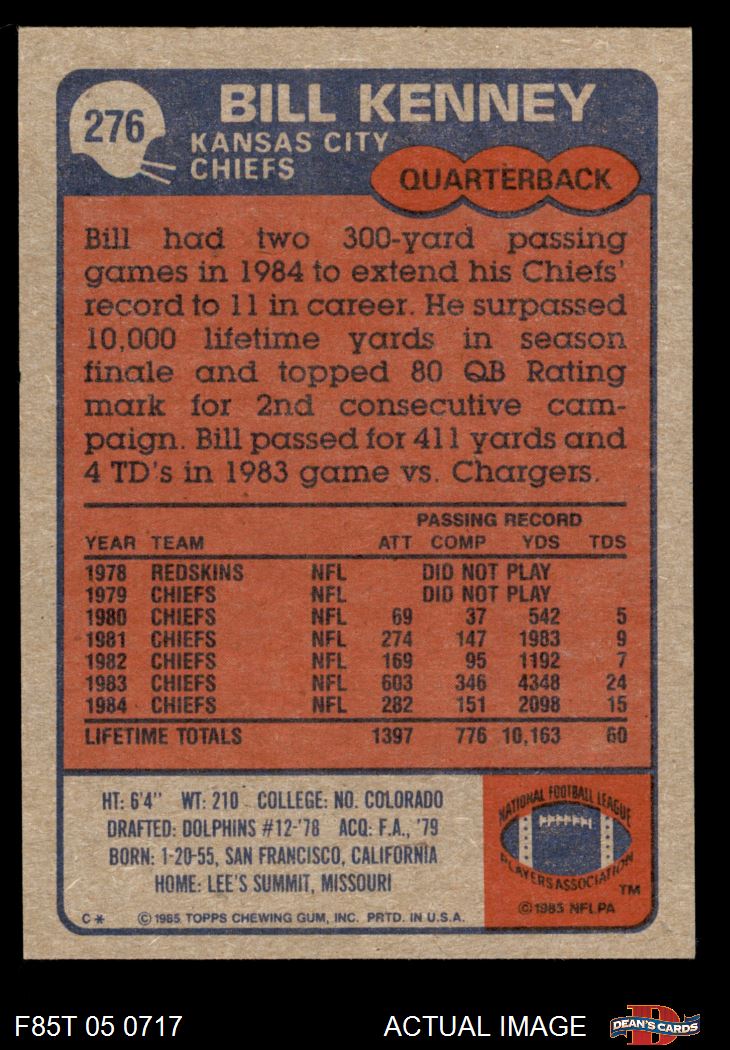 276
BILL KENNEY
KANSAS CITY
CHIEFS
QUARTERBACK
Bill had two 300-yard passing
games in 1984 to extend his Chiefs'
record to 11 in career. He surpassed
10,000 lifetime yards in season
finale and topped 80 QB Rating
mark for 2nd consecutive cam-
paign. Bill passed for 411 yards and
4 TD's in 1983 game vs. Chargers.
PASSING RECORD
YEAR TEAM ATT COMP YDS TDS
1978 REDSKINS NFL DID NOT PLAY
1979 CHIEFS NFL DID NOT PLAY
1980 CHIEFS NFL 69 37 542 5
1981 CHIEFS NFL 274 147 1983 9
1982 CHIEFS NFL 169 95 1192 7
1983 CHIEFS NFL 603 346 4348 24
1984 CHIEFS NFL 282 151 2098 15
LIFETIME TOTALS 1397 776 10,163 60
HT: 6'4" WT: 210 COLLEGE: NO. COLORADO
DRAFTED: DOLPHINS #12-'78 ACQ: F.A., '79
BORN: 1-20-55, SAN FRANCISCO, CALIFORNIA
HOME: LEE'S SUMMIT, MISSOURI
C* © 1985 TOPPS CHEWING GUM, INC. PRTD. IN U.S.A.
NATIONAL FOOTBALL LEAGUE
PLAYERS ASSOCIATION
TM
© 1985 NFLPA
F85T 05 0717
ACTUAL IMAGE
D
DEAN'S CARDS